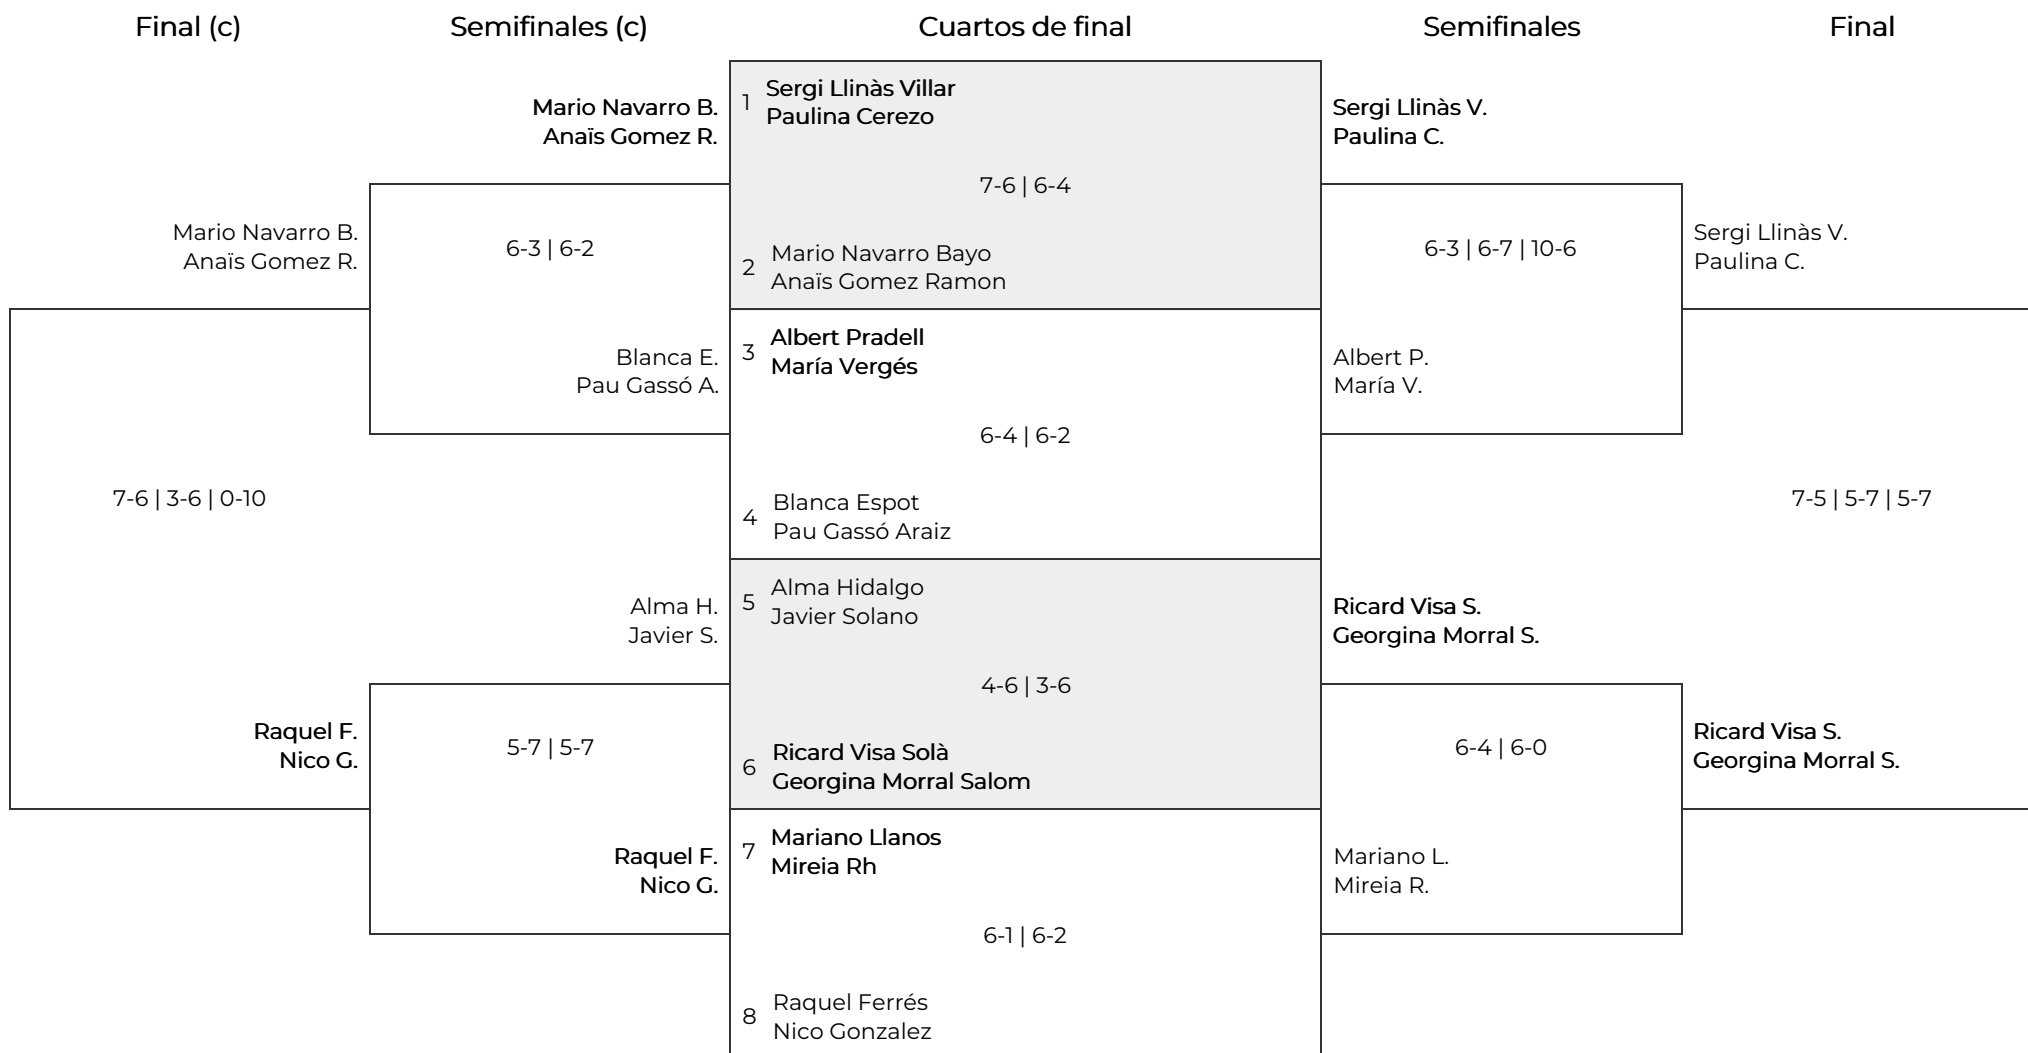 Final (c)
Semifinales (c)
Cuartos de final
Semifinales
Final
Mario Navarro B.
Anaïs Gomez R.
6-3 | 6-2
Blanca E.
Pau Gassó A.
Mario Navarro B.
Anaïs Gomez R.
7-6 | 3-6 | 0-10
Raquel F.
Nico G.
Alma H.
Javier S.
5-7 | 5-7
Raquel F.
Nico G.
1
Sergi Llinàs Villar
Paulina Cerezo
7-6 | 6-4
2
Mario Navarro Bayo
Anaïs Gomez Ramon
3
Albert Pradell
María Vergés
6-4 | 6-2
4
Blanca Espot
Pau Gassó Araiz
5
Alma Hidalgo
Javier Solano
4-6 | 3-6
6
Ricard Visa Solà
Georgina Morral Salom
7
Mariano Llanos
Mireia Rh
6-1 | 6-2
8
Raquel Ferrés
Nico Gonzalez
Sergi Llinàs V.
Paulina C.
6-3 | 6-7 | 10-6
Albert P.
María V.
Ricard Visa S.
Georgina Morral S.
6-4 | 6-0
Mariano L.
Mireia R.
Sergi Llinàs V.
Paulina C.
7-5 | 5-7 | 5-7
Ricard Visa S.
Georgina Morral S.